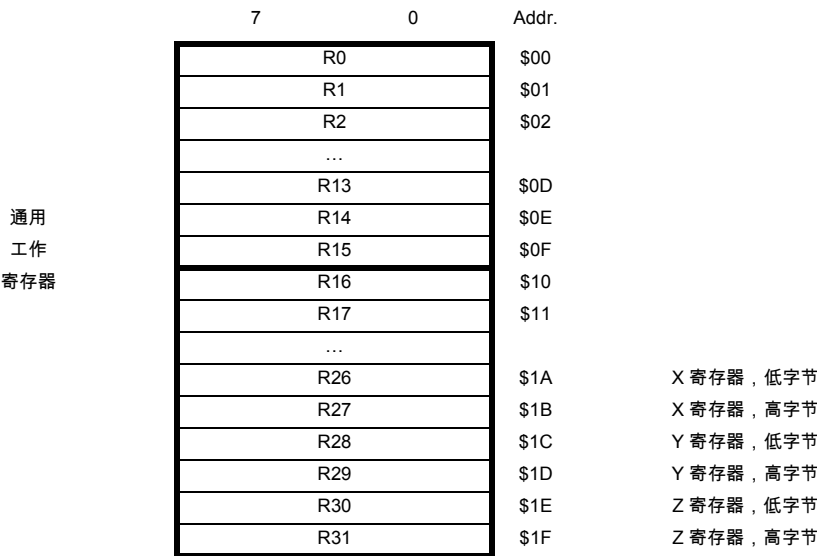 7 0 Addr.
R0 $00
R1 $01
R2 $02
…
R13 $0D
通用 R14 $0E
工作 R15 $0F
寄存器 R16 $10
R17 $11
…
R26 $1A X 寄存器，低字节
R27 $1B X 寄存器，高字节
R28 $1C Y 寄存器，低字节
R29 $1D Y 寄存器，高字节
R30 $1E Z 寄存器，低字节
R31 $1F Z 寄存器，高字节